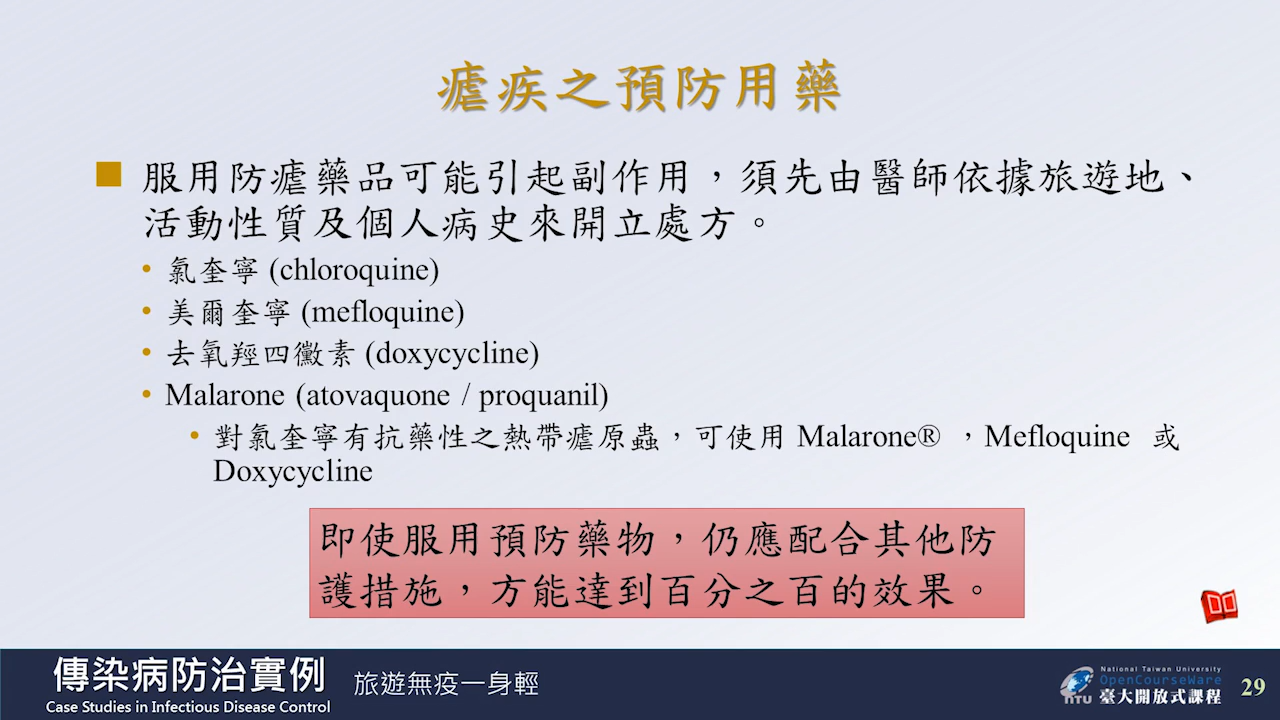 瘧疾之預防用藥
服用防瘧藥品可能引起副作用，須先由醫師依據旅遊地、
活動性質及個人病史來開立處方。
• 氯奎寧 (chloroquine)
• 美爾奎寧 (mefloquine)
• 去氧羥四黴素 (doxycycline)
• Malarone (atovaquone / proquanil)
• 對氯奎寧有抗藥性之熱帶瘧原蟲，可使用 Malarone® ，Mefloquine 或
Doxycycline
即使服用預防藥物，仍應配合其他防
護措施，方能達到百分之百的效果。
傳染病防治實例 旅遊無疫一身輕
Case Studies in Infectious Disease Control
National Taiwan University
OpenCourseWare
NTU 臺大開放式課程
29